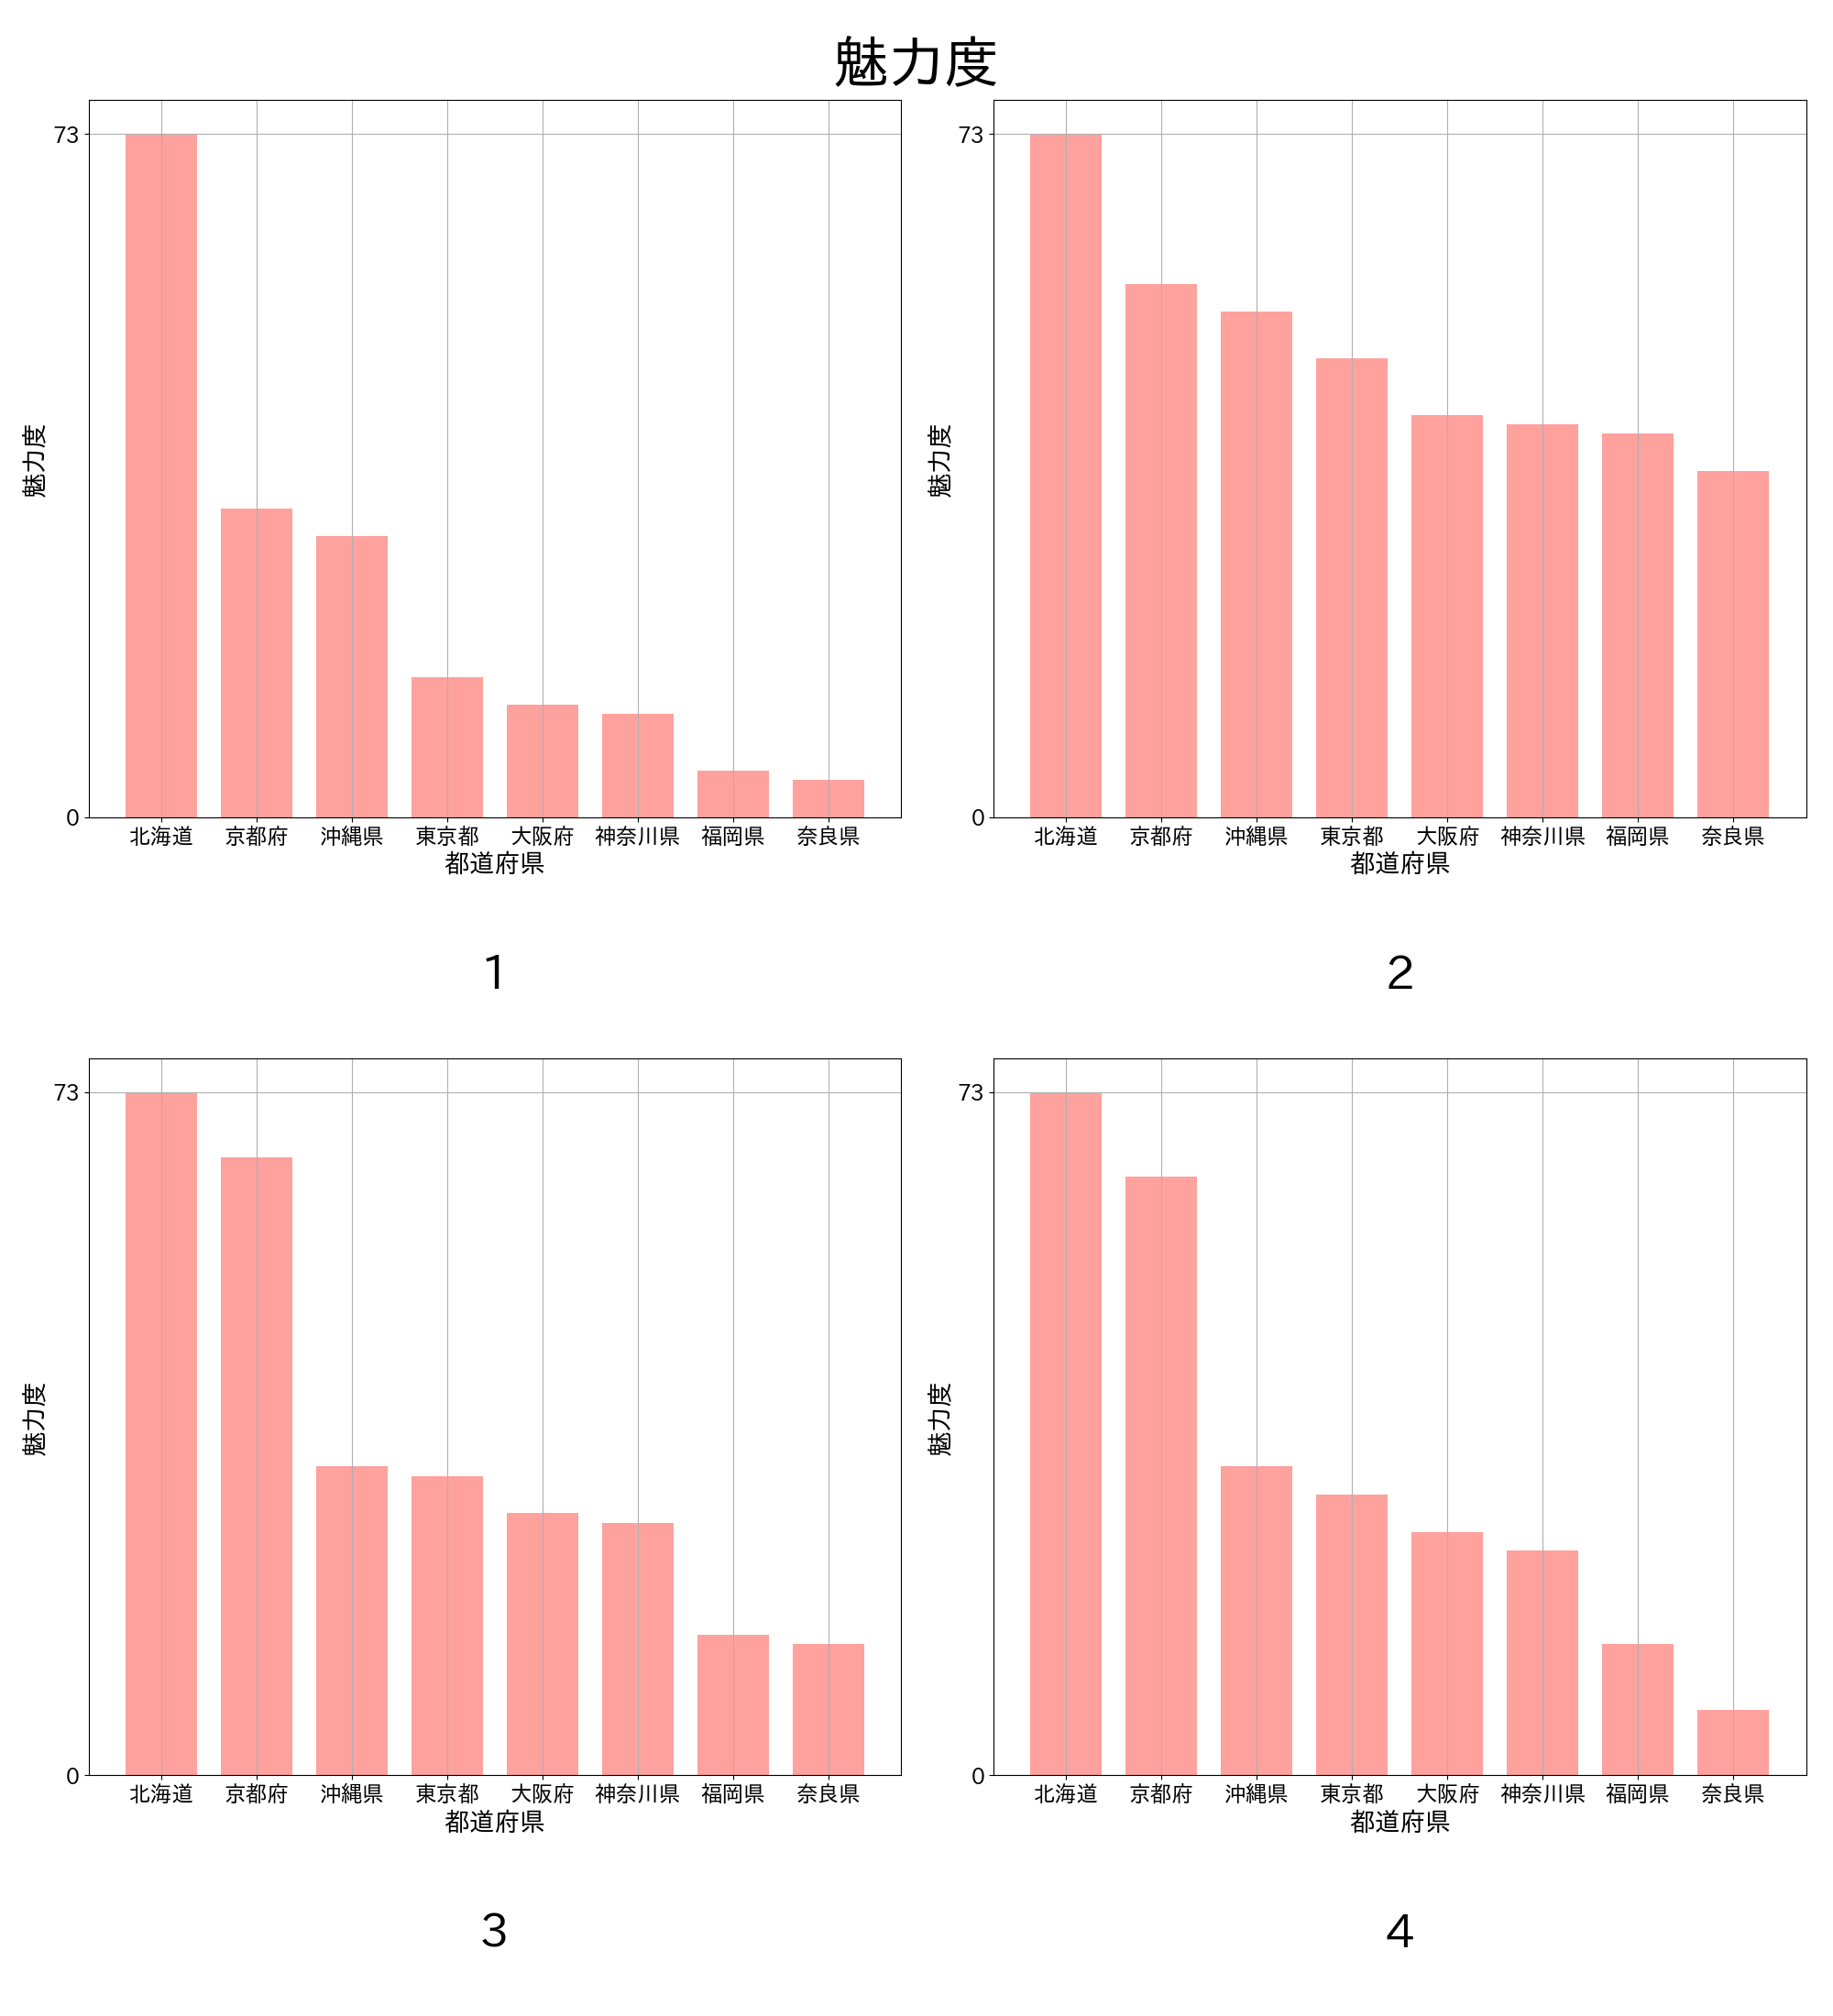 魅力度
73
0
魅力度
北海道 京都府 沖縄県 東京都 大阪府 神奈川県 福岡県 奈良県
都道府県
1
73
0
魅力度
北海道 京都府 沖縄県 東京都 大阪府 神奈川県 福岡県 奈良県
都道府県
2
73
0
魅力度
北海道 京都府 沖縄県 東京都 大阪府 神奈川県 福岡県 奈良県
都道府県
3
73
0
魅力度
北海道 京都府 沖縄県 東京都 大阪府 神奈川県 福岡県 奈良県
都道府県
4